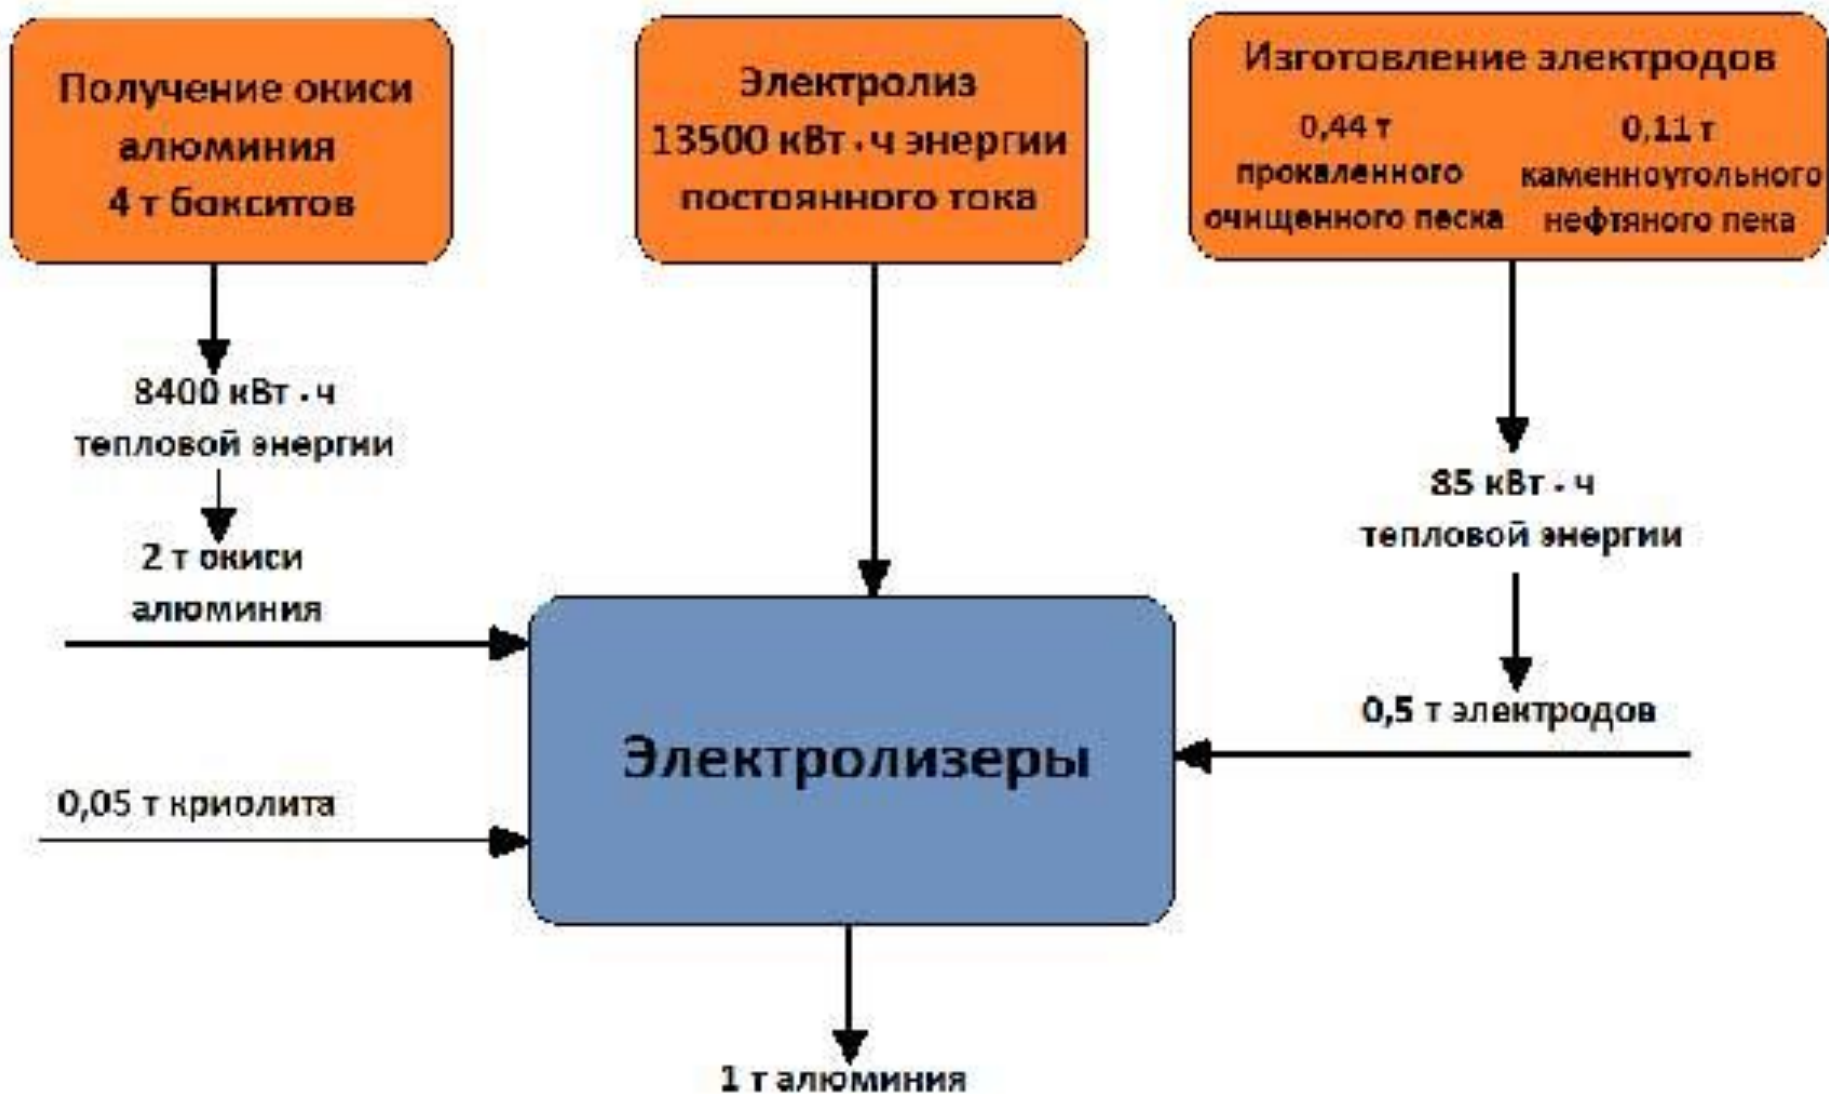 Получение окиси
алюминия
4 т бокситов
Электролиз
13500 кВт·ч энергии
постоянного тока
Изготовление электродов
0,44 т
прокаленного
очищенного песка
0,11 т
каменноугольного
нефтяного пека
8400 кВт·ч
тепловой энергии
2 т окиси
алюминия
85 кВт·ч
тепловой энергии
0,5 т электродов
Электролизеры
0,05 т криолита
1 т алюминия